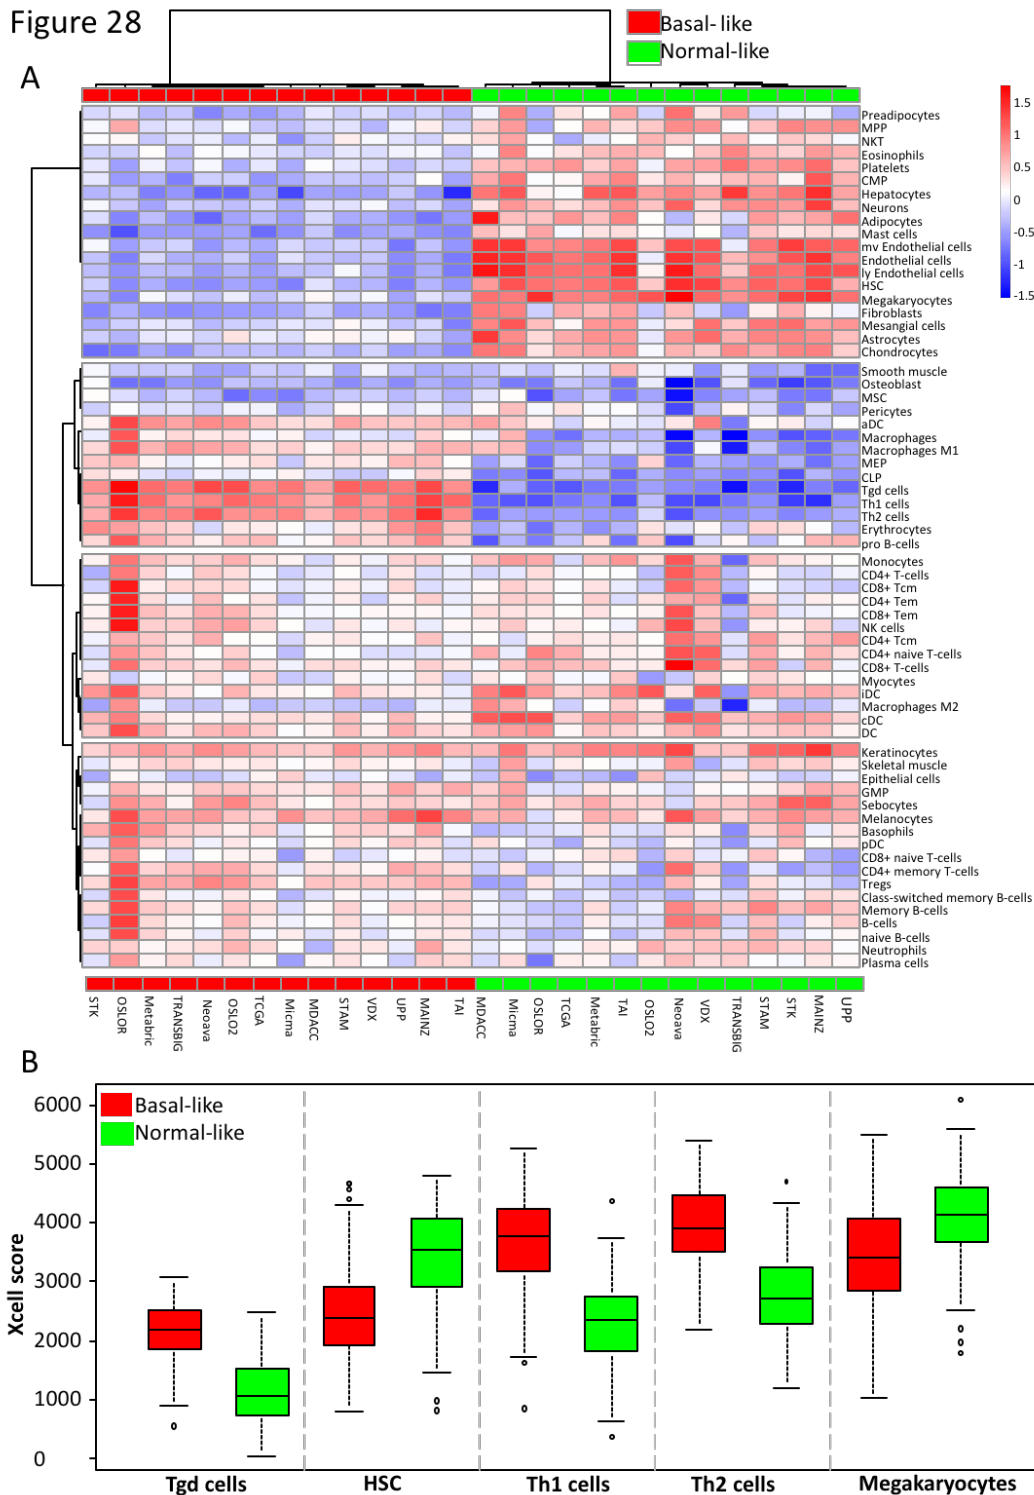 Figure 28
Basal- like
Normal-like
A
1.5
1
0.5
0
-0.5
-1
-1.5
Preadipocytes
MPP
NKT
Eosinophils
Platelets
CMP
Hepatocytes
Neurons
Adipocytes
Mast cells
mv Endothelial cells
Endothelial cells
ly Endothelial cells
HSC
Megakaryocytes
Fibroblasts
Mesangial cells
Astrocytes
Chondrocytes
Smooth muscle
Osteoblast
MSC
Pericytes
aDC
Macrophages
Macrophages M1
MEP
CLP
Tgd cells
Th1 cells
Th2 cells
Erythrocytes
pro B-cells
Monocytes
CD4+ T-cells
CD8+ Tcm
CD4+ Tem
CD8+ Tem
NK cells
CD4+ Tcm
CD4+ naive T-cells
CD8+ T-cells
Myocytes
iDC
Macrophages M2
cDC
DC
Keratinocytes
Skeletal muscle
Epithelial cells
GMP
Sebocytes
Melanocytes
Basophils
pDC
CD8+ naive T-cells
CD4+ memory T-cells
Tregs
Class-switched memory B-cells
Memory B-cells
B-cells
naive B-cells
Neutrophils
Plasma cells
STK
OSLOR
Metabric
TRANSBIG
Neoava
OSLO2
TCGA
Micma
MDACC
STAM
VDX
UPP
MAINZ
TAI
MDACC
Micma
OSLOR
TCGA
Metabric
TAI
OSLO2
Neoava
VDX
TRANSBIG
STAM
STK
MAINZ
UPP
B
Basal-like
Normal-like
Xcell score
6000
5000
4000
3000
2000
1000
0
Tgd cells
HSC
Th1 cells
Th2 cells
Megakaryocytes